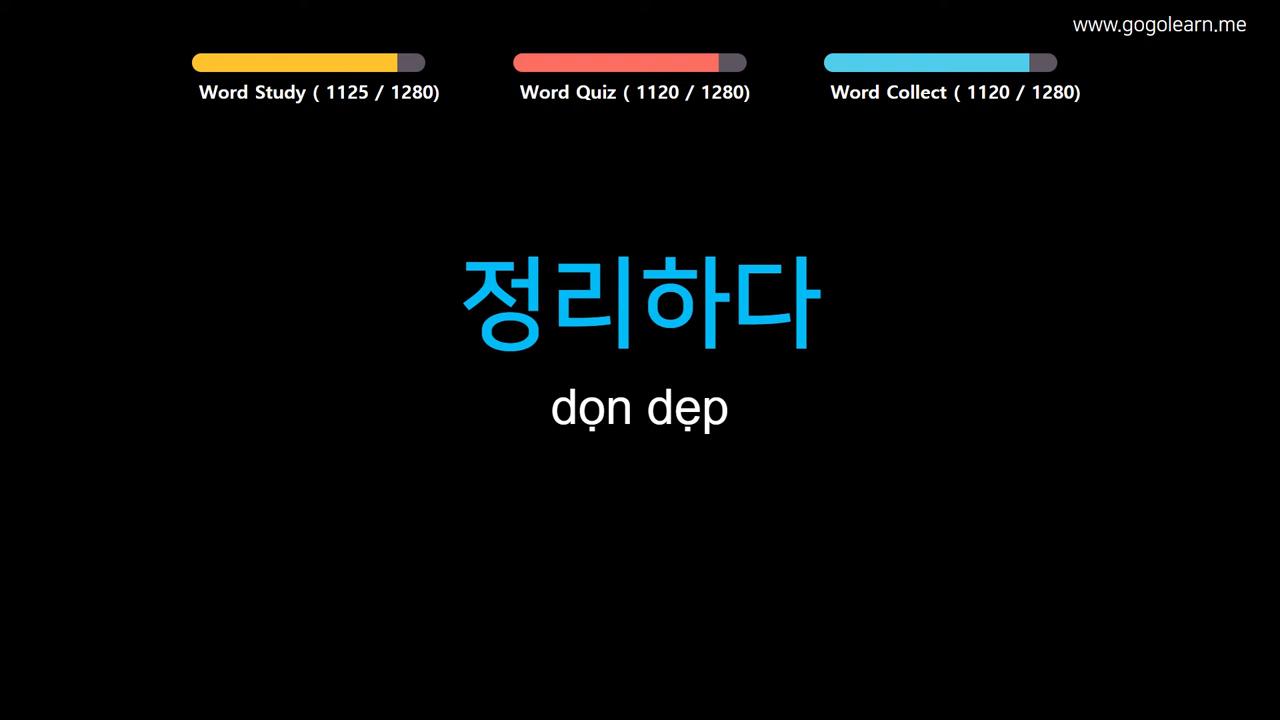 www.gogolearn.me
Word Study ( 1125 / 1280)
Word Quiz ( 1120 / 1280)
Word Collect ( 1120 / 1280)
정리하다
dọn dẹp